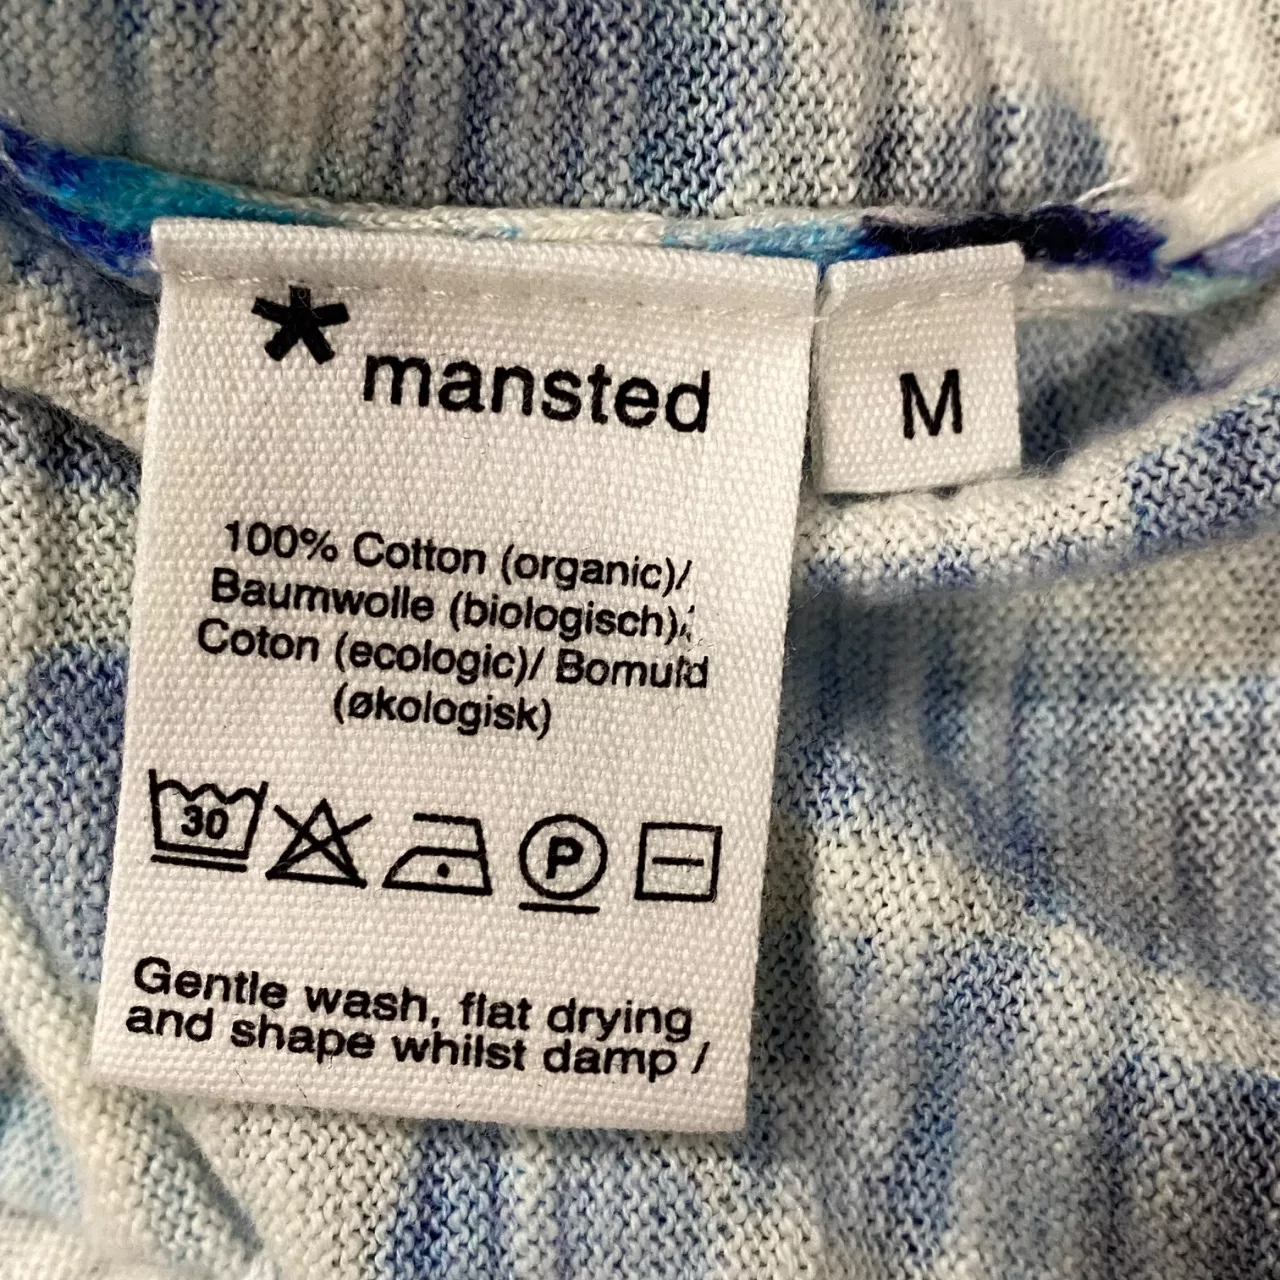 * mansted
M
100% Cotton (organic)/
Baumwolle (biologisch)/
Coton (ecologic)/ Bomuld
(økologisk)
30
P
Gentle wash, flat drying
and shape whilst damp /